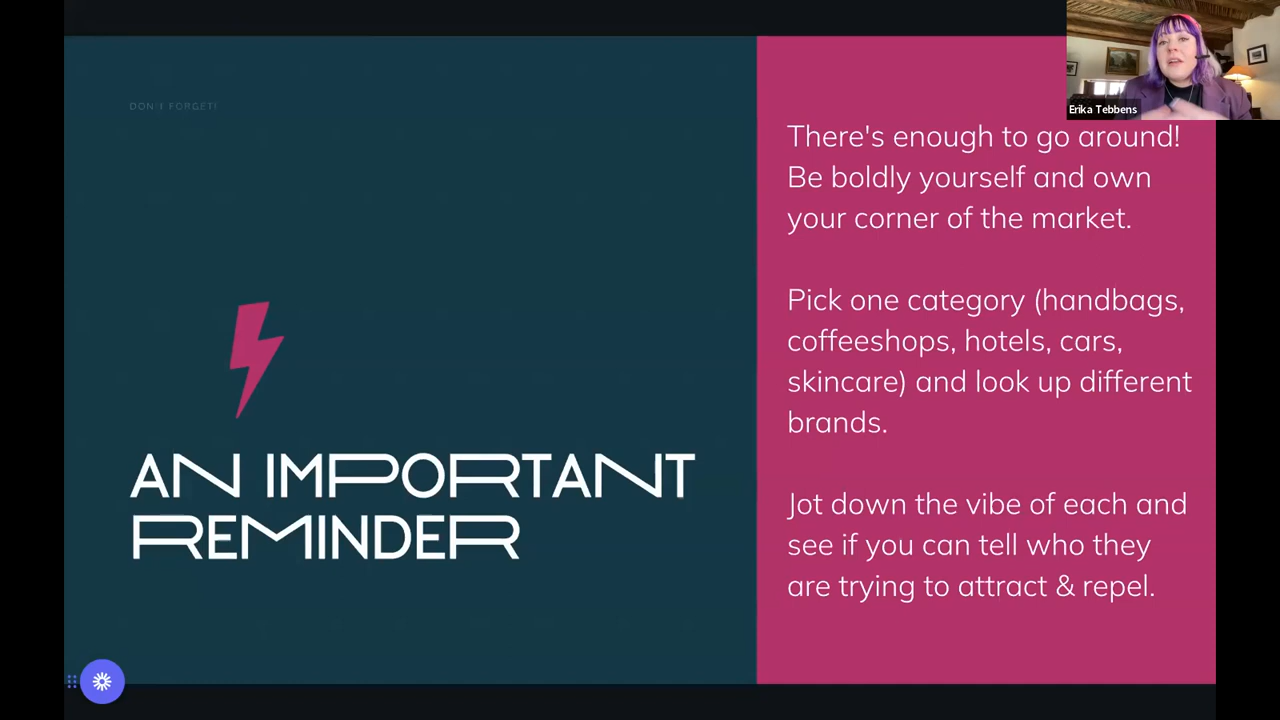 DON'T FORGET!
AN IMPORTANT
REMINDER
There's enough to go around!
Be boldly yourself and own
your corner of the market.
Pick one category (handbags,
coffeeshops, hotels, cars,
skincare) and look up different
brands.
Jot down the vibe of each and
see if you can tell who they
are trying to attract & repel.
Erika Tebbens